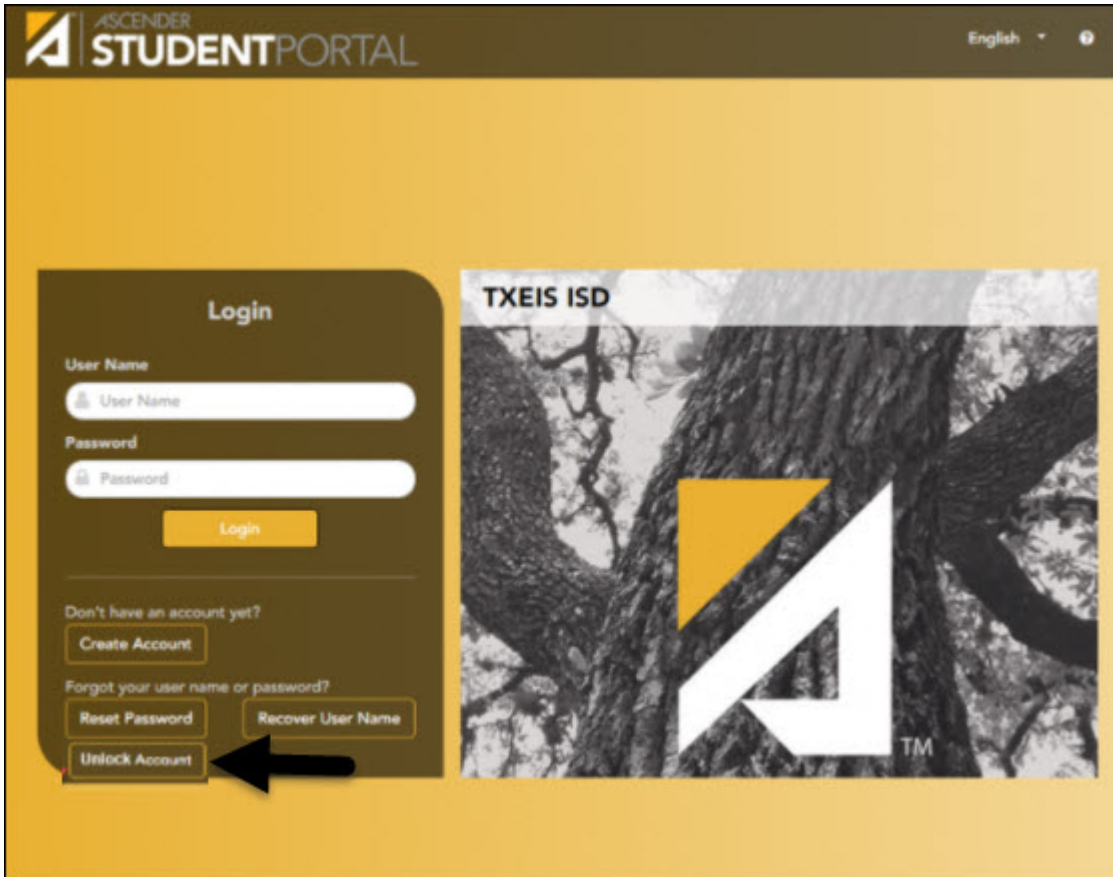 ASCENDER
STUDENTPORTAL
English
?
Login
User Name
User Name
Password
Password
Login
Don't have an account yet?
Create Account
Forgot your user name or password?
Reset Password Recover User Name
Unlock Account
TXEIS ISD
TM